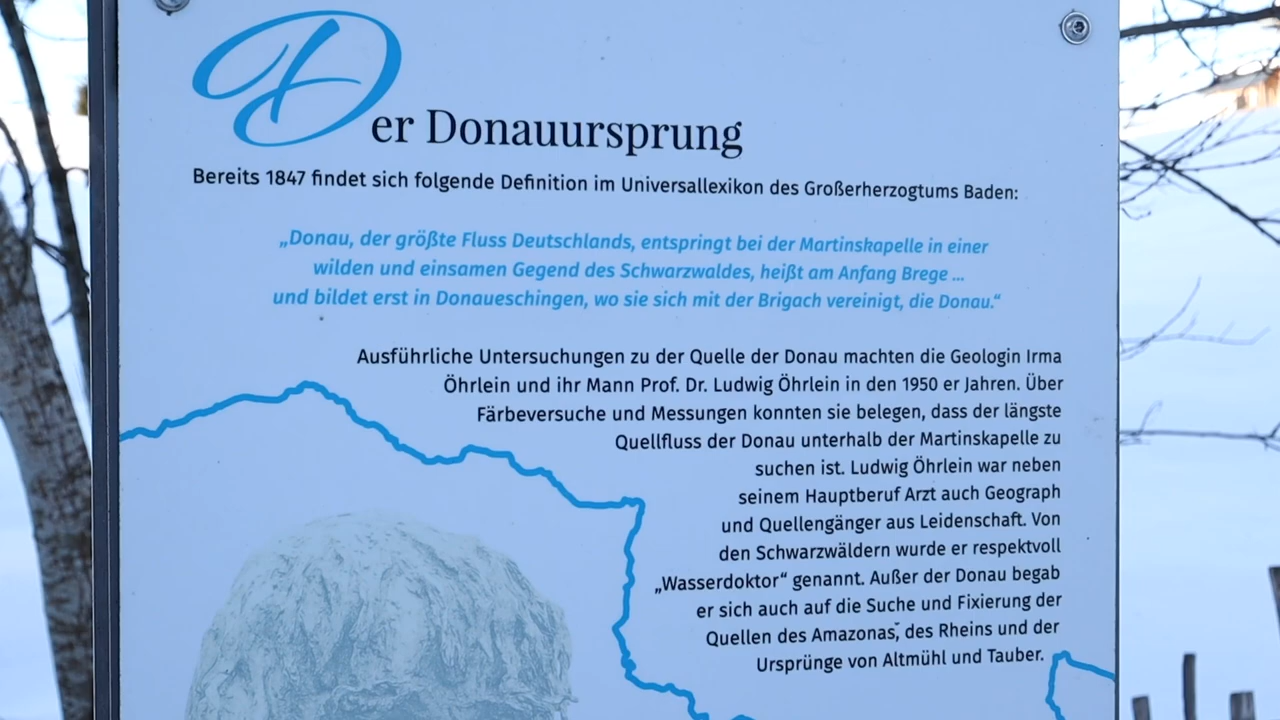 Der Donauursprung
Bereits 1847 findet sich folgende Definition im Universallexikon des Großerherzogtums Baden:
„Donau, der größte Fluss Deutschlands, entspringt bei der Martinskapelle in einer
wilden und einsamen Gegend des Schwarzwaldes, heißt am Anfang Brege ...
und bildet erst in Donaueschingen, wo sie sich mit der Brigach vereinigt, die Donau.“
Ausführliche Untersuchungen zu der Quelle der Donau machten die Geologin Irma
Öhrlein und ihr Mann Prof. Dr. Ludwig Öhrlein in den 1950 er Jahren. Über
Färbeversuche und Messungen konnten sie belegen, dass der längste
Quellfluss der Donau unterhalb der Martinskapelle zu
suchen ist. Ludwig Öhrlein war neben
seinem Hauptberuf Arzt auch Geograph
und Quellengänger aus Leidenschaft. Von
den Schwarzwäldern wurde er respektvoll
„Wasserdoktor“ genannt. Außer der Donau begab
er sich auch auf die Suche und Fixierung der
Quellen des Amazonas, des Rheins und der
Ursprünge von Altmühl und Tauber.